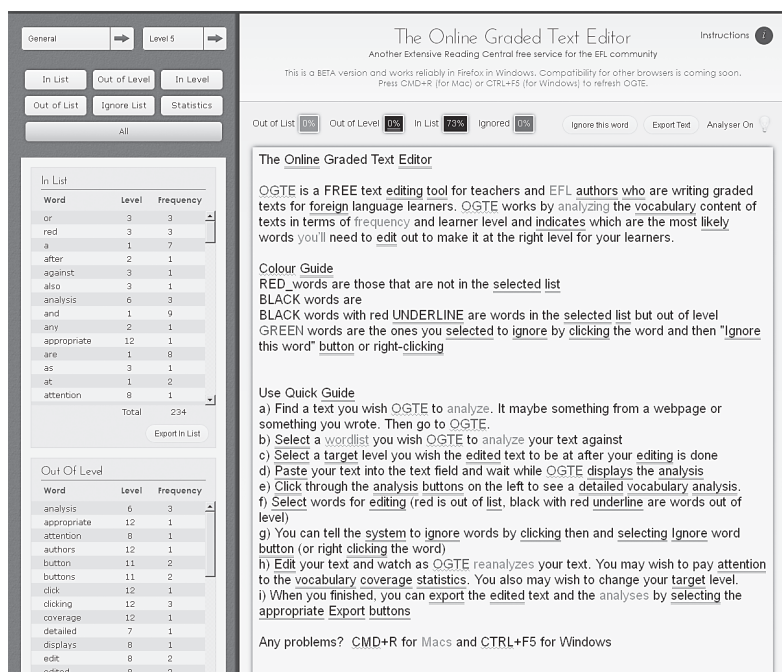 General
Level 5
In List
Out of Level
In Level
Out of List
Ignore List
Statistics
All
In List
Word Level Frequency
or 3 3
red 3 3
a 1 7
after 2 1
against 3 1
also 3 1
analysis 6 3
and 1 9
any 2 1
appropriate 12 1
are 1 8
as 3 1
at 1 2
attention 8 1
Total 234
Export In List
Out Of Level
Word Level Frequency
analysis 6 3
appropriate 12 1
attention 8 1
authors 12 1
button 11 2
buttons 11 2
click 12 1
clicking 12 3
coverage 12 1
detailed 7 1
displays 8 1
edit 8 2
edited 8 2
The Online Graded Text Editor
Instructions i
Another Extensive Reading Central free service for the EFL community
This is a BETA version and works reliably in Firefox in Windows. Compatibility for other browsers is coming soon.
Press CMD+R (for Mac) or CTRL+F5 (for Windows) to refresh OGTE.
Out of List 0% Out of Level 0% In List 73% Ignored 0% Ignore this word Export Text Analyser On
The Online Graded Text Editor
OGTE is a FREE text editing tool for teachers and EFL authors who are writing graded
texts for foreign language learners. OGTE works by analyzing the vocabulary content of
texts in terms of frequency and learner level and indicates which are the most likely
words you'll need to edit out to make it at the right level for your learners.
Colour Guide
RED_words are those that are not in the selected list
BLACK words are
BLACK words with red UNDERLINE are words in the selected list but out of level
GREEN words are the ones you selected to ignore by clicking the word and then "Ignore
this word" button or right-clicking
Use Quick Guide
a) Find a text you wish OGTE to analyze. It maybe something from a webpage or
something you wrote. Then go to OGTE.
b) Select a wordlist you wish OGTE to analyze your text against
c) Select a target level you wish the edited text to be at after your editing is done
d) Paste your text into the text field and wait while OGTE displays the analysis
e) Click through the analysis buttons on the left to see a detailed vocabulary analysis.
f) Select words for editing (red is out of list, black with red underline are words out of
level)
g) You can tell the system to ignore words by clicking then and selecting Ignore word
button (or right clicking the word)
h) Edit your text and watch as OGTE reanalyzes your text. You may wish to pay attention
to the vocabulary coverage statistics. You also may wish to change your target level.
i) When you finished, you can export the edited text and the analyses by selecting the
appropriate Export buttons
Any problems? CMD+R for Macs and CTRL+F5 for Windows